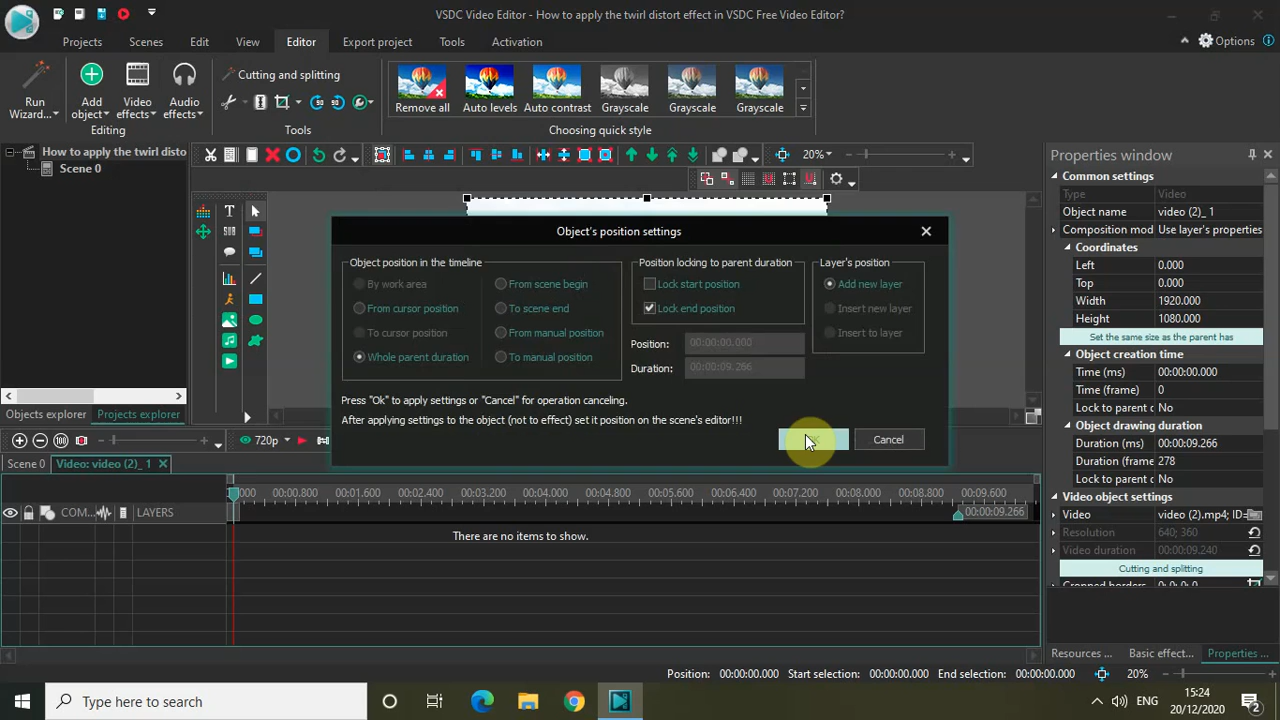 VSDC Video Editor - How to apply the twirl distort effect in VSDC Free Video Editor?
Projects Scenes Edit View Editor Export project Tools Activation Options
Run Wizard...
Add object
Video effects
Audio effects
Editing
Cutting and splitting
Tools
Remove all Auto levels Auto contrast Grayscale Grayscale Grayscale
Choosing quick style
How to apply the twirl disto
Scene 0
20%
Properties window
Common settings
Type Video
Object name video (2)_ 1
Composition mod Use layer's properties
Coordinates
Left 0.000
Top 0.000
Width 1920.000
Height 1080.000
Set the same size as the parent has
Object creation time
Time (ms) 00:00:00.000
Time (frame) 0
Lock to parent c No
Object drawing duration
Duration (ms) 00:00:09.266
Duration (frame 278
Lock to parent c No
Video object settings
Video video (2).mp4; ID=
Resolution 640; 360
Video duration 00:00:09.240
Cutting and splitting
Cropped borders 0; 0; 0; 0
Object's position settings
Object position in the timeline
By work area
From cursor position
To cursor position
Whole parent duration
From scene begin
To scene end
From manual position
To manual position
Position locking to parent duration
Lock start position
Lock end position
Position: 00:00:00.000
Duration: 00:00:09.266
Layer's position
Add new layer
Insert new layer
Insert to layer
Press "Ok" to apply settings or "Cancel" for operation canceling.
After applying settings to the object (not to effect) set it position on the scene's editor!!!
Cancel
Objects explorer Projects explorer
720p
Scene 0 Video: video (2)_ 1
:000 00:00.800 00:01.600 00:02.400 00:03.200 00:04.000 00:04.800 00:05.600 00:06.400 00:07.200 00:08.000 00:08.800 00:09.600
00:00:09.266
COM... LAYERS
There are no items to show.
Resources ... Basic effect... Properties ...
Position: 00:00:00.000 Start selection: 00:00:00.000 End selection: 00:00:00.000 20%
Type here to search
ENG
15:24
20/12/2020
2